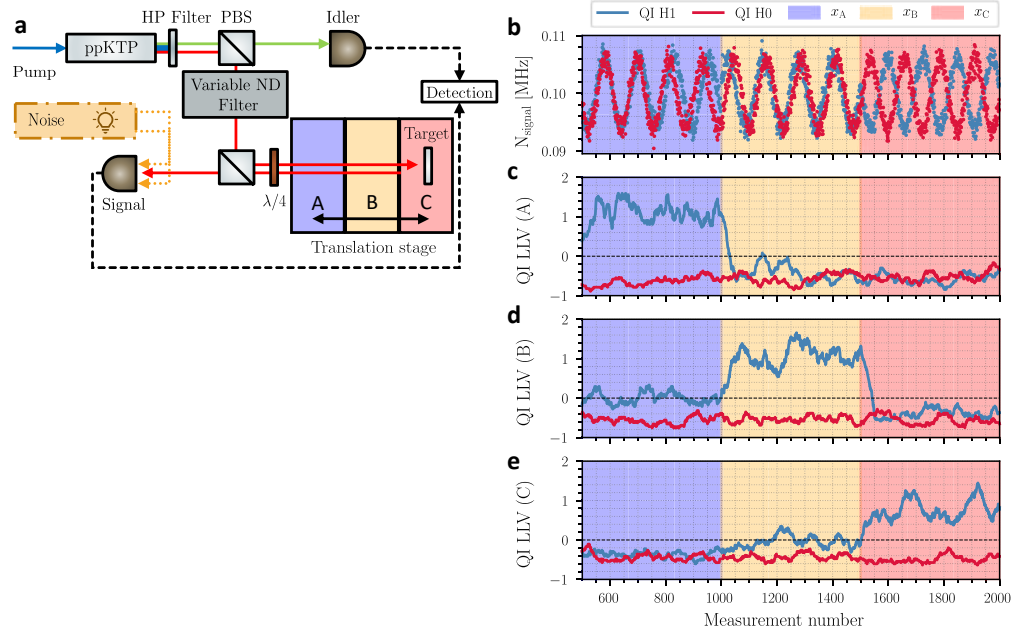 a
HP Filter PBS Idler
ppKTP
Pump
Variable ND
Filter
Detection
Noise
Target
Signal
λ/4
A B C
Translation stage
QI H1 QI H0 x_A x_B x_C
b
N_signal [MHz]
0.11
0.10
0.09
c
QI LLV (A)
2
1
0
−1
d
QI LLV (B)
2
1
0
−1
e
QI LLV (C)
2
1
0
−1
600 800 1000 1200 1400 1600 1800 2000
Measurement number